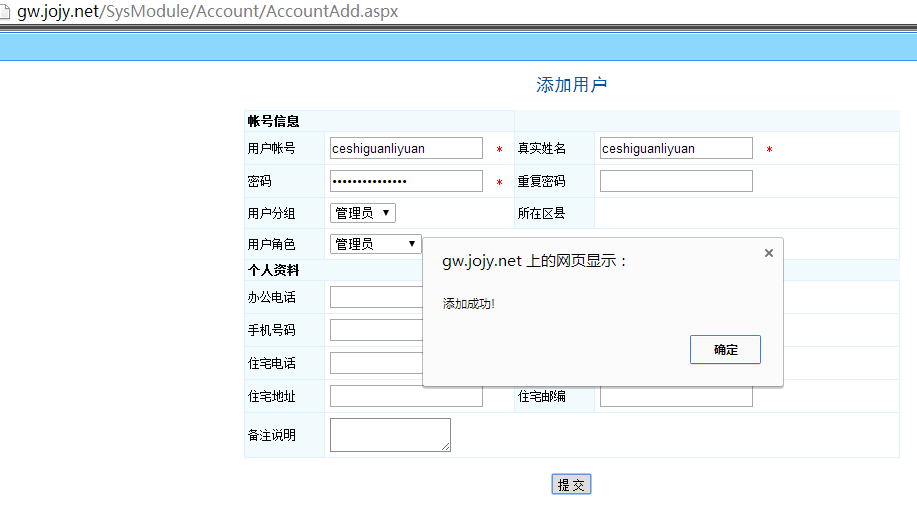 gw.jojy.net/SysModule/Account/AccountAdd.aspx
添加用户
帐号信息
用户帐号 ceshiguanliyuan * 真实姓名 ceshiguanliyuan *
密码 ••••••••••••••• * 重复密码
用户分组 管理员 所在区县
用户角色 管理员
gw.jojy.net 上的网页显示：
添加成功!
确定
个人资料
办公电话
手机号码
住宅电话
住宅地址 住宅邮编
备注说明
提交